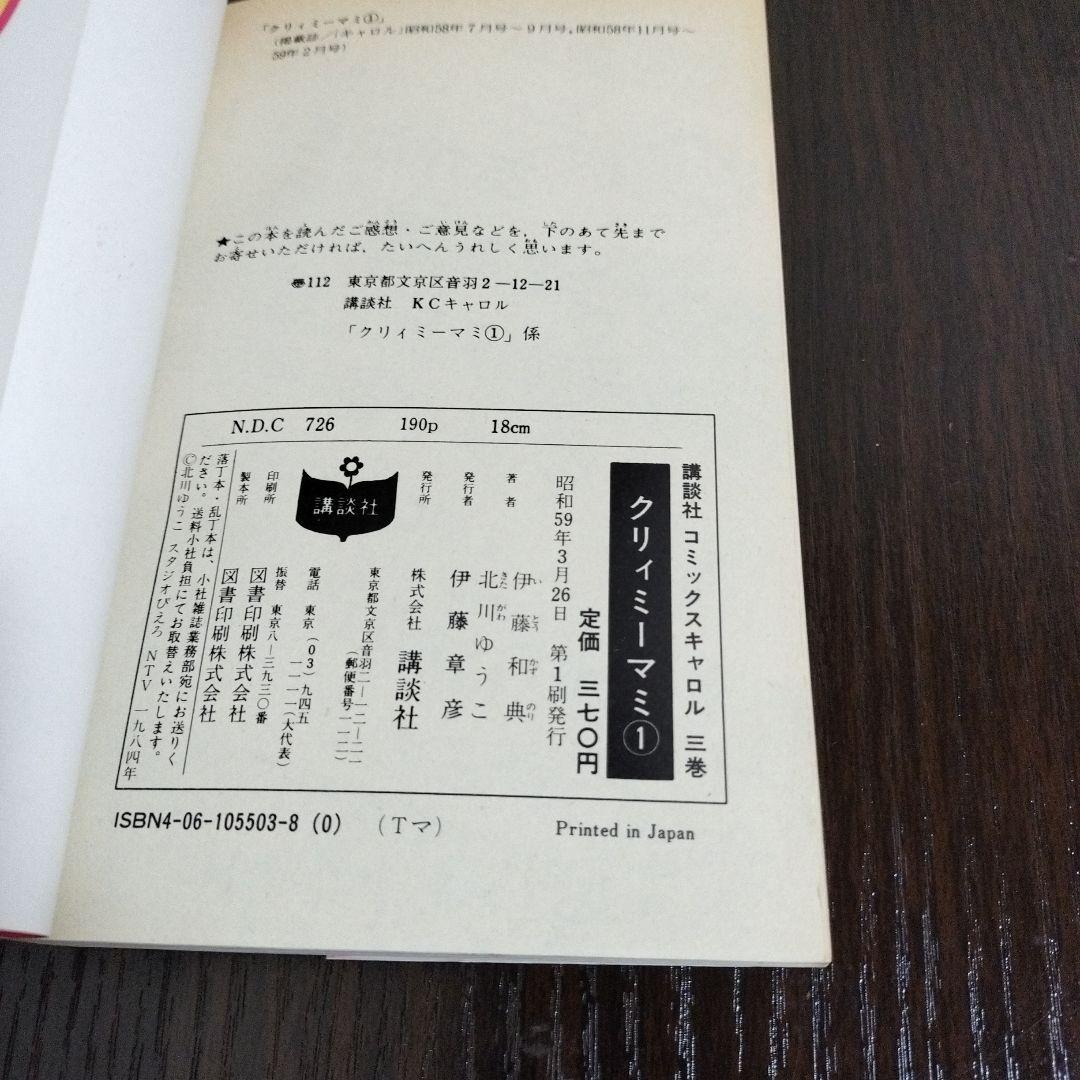 「クリィミーマミ①」
(掲載誌/「キャロル」昭和58年7月号～9月号，昭和58年11月号～
59年2月号)
★この本を読んだご感想・ご意見などを，下のあて先まで
お寄せいただければ，たいへんうれしく思います。
〠112 東京都文京区音羽2—12—21
講談社 KCキャロル
「クリィミーマミ①」係
N.D.C 726 190p 18cm
講談社 コミックスキャロル 三巻
クリィミーマミ①
定価 三七〇円
昭和59年3月26日 第1刷発行
著者 伊藤和典
いとうかずのり
北川ゆうこ
きたがわ
発行者 伊藤章彦
発行所 株式会社 講談社
東京都文京区音羽二—一二—二一
(郵便番号一一二)
電話 東京(03)九四五
—一一一一(大代表)
振替 東京八—三九三〇番
講談社
印刷所 図書印刷株式会社
製本所 図書印刷株式会社
落丁本・乱丁本は、小社雑誌業務部宛にお送りく
ださい。送料小社負担にてお取替えいたします。
©北川ゆうこ スタジオぴえろ NTV 一九八四年
ISBN4-06-105503-8 (0) (Tマ)
Printed in Japan